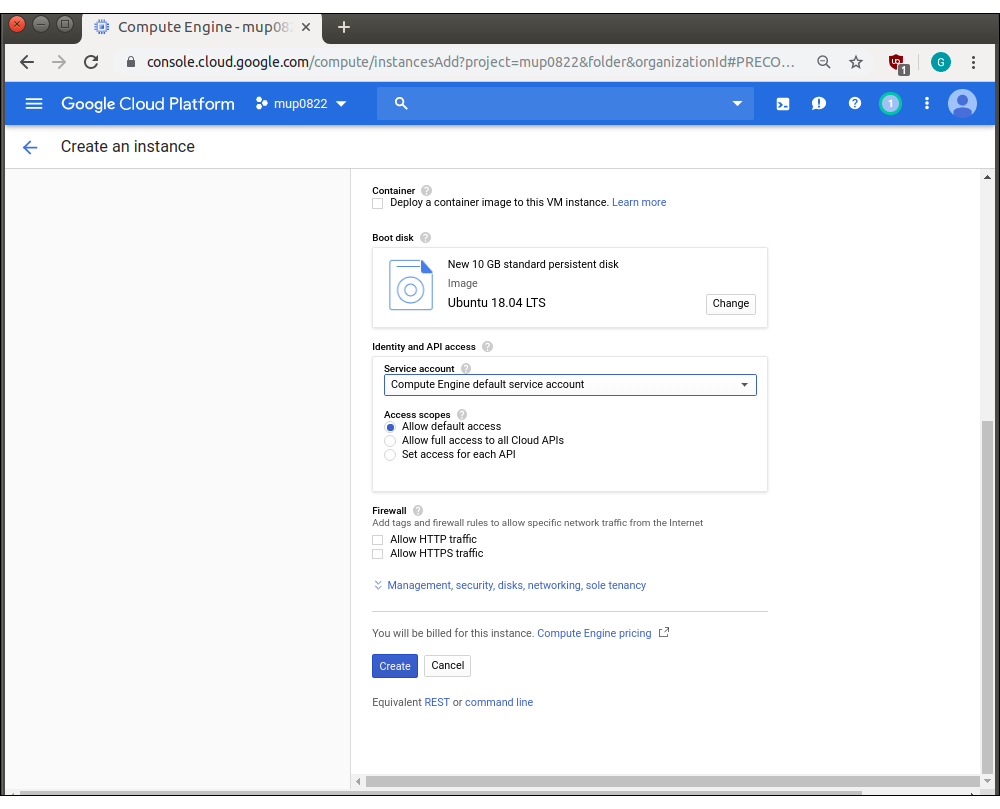 Compute Engine - mup08
console.cloud.google.com/compute/instancesAdd?project=mup0822&folder&organizationId#PRECO...
1
G
Google Cloud Platform
mup0822
1
Create an instance
Container
Deploy a container image to this VM instance. Learn more
Boot disk
New 10 GB standard persistent disk
Image
Ubuntu 18.04 LTS
Change
Identity and API access
Service account
Compute Engine default service account
Access scopes
Allow default access
Allow full access to all Cloud APIs
Set access for each API
Firewall
Add tags and firewall rules to allow specific network traffic from the Internet
Allow HTTP traffic
Allow HTTPS traffic
Management, security, disks, networking, sole tenancy
You will be billed for this instance. Compute Engine pricing
Create
Cancel
Equivalent REST or command line